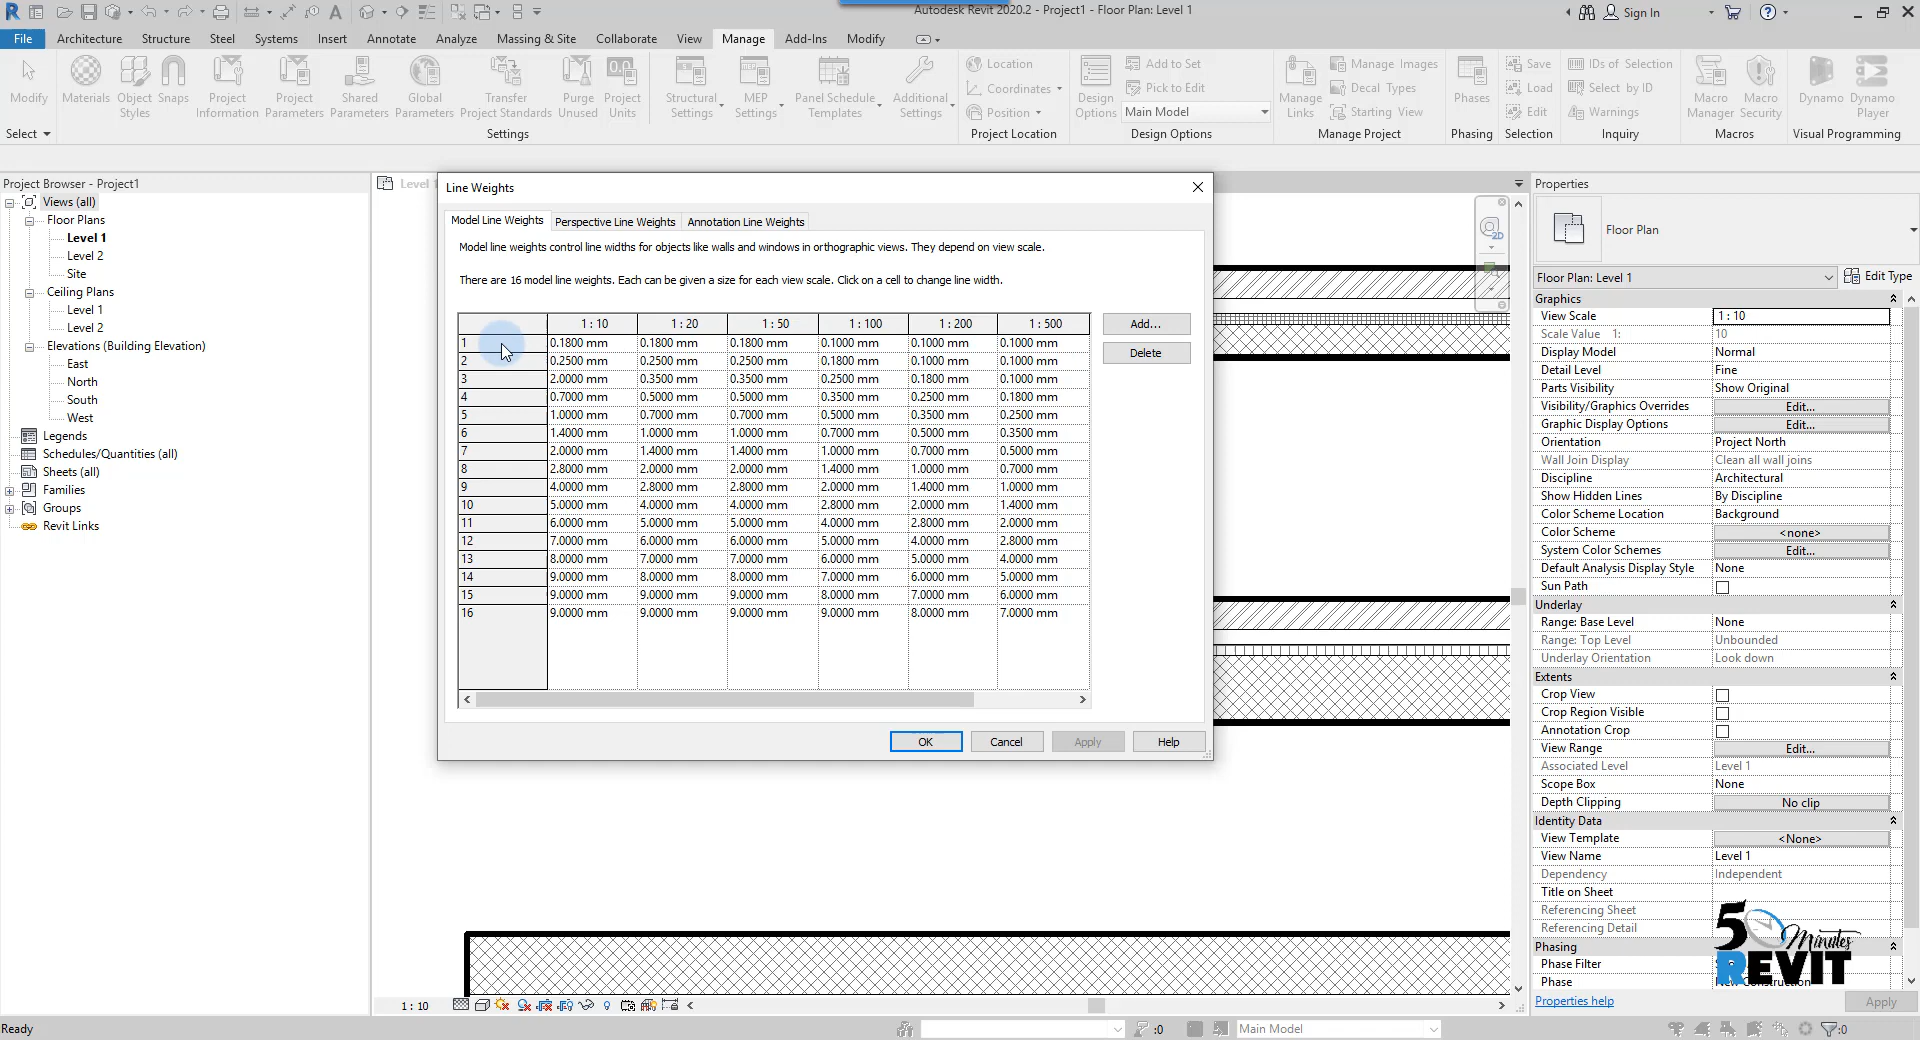 Autodesk Revit 2020.2 - Project1 - Floor Plan: Level 1
Sign In
File Architecture Structure Steel Systems Insert Annotate Analyze Massing & Site Collaborate View Manage Add-Ins Modify
Modify
Materials
Object Styles
Snaps
Project Information
Project Parameters
Shared Parameters
Global Parameters
Transfer Project Standards
Purge Unused
Project Units
Structural Settings
MEP Settings
Panel Schedule Templates
Additional Settings
Location
Coordinates
Position
Design Options
Add to Set
Pick to Edit
Main Model
Manage Links
Manage Images
Decal Types
Starting View
Phases
Save
Load
Edit
IDs of Selection
Select by ID
Warnings
Macro Manager
Macro Security
Dynamo
Dynamo Player
Select
Settings
Project Location
Design Options
Manage Project
Phasing
Selection
Inquiry
Macros
Visual Programming
Project Browser - Project1
Views (all)
Floor Plans
Level 1
Level 2
Site
Ceiling Plans
Level 1
Level 2
Elevations (Building Elevation)
East
North
South
West
Legends
Schedules/Quantities (all)
Sheets (all)
Families
Groups
Revit Links
Level
Line Weights
Model Line Weights Perspective Line Weights Annotation Line Weights
Model line weights control line widths for objects like walls and windows in orthographic views. They depend on view scale.
There are 16 model line weights. Each can be given a size for each view scale. Click on a cell to change line width.
1 : 10 1 : 20 1 : 50 1 : 100 1 : 200 1 : 500
1 0.1800 mm 0.1800 mm 0.1800 mm 0.1000 mm 0.1000 mm 0.1000 mm
2 0.2500 mm 0.2500 mm 0.2500 mm 0.1800 mm 0.1000 mm 0.1000 mm
3 2.0000 mm 0.3500 mm 0.3500 mm 0.2500 mm 0.1800 mm 0.1000 mm
4 0.7000 mm 0.5000 mm 0.5000 mm 0.3500 mm 0.2500 mm 0.1800 mm
5 1.0000 mm 0.7000 mm 0.7000 mm 0.5000 mm 0.3500 mm 0.2500 mm
6 1.4000 mm 1.0000 mm 1.0000 mm 0.7000 mm 0.5000 mm 0.3500 mm
7 2.0000 mm 1.4000 mm 1.4000 mm 1.0000 mm 0.7000 mm 0.5000 mm
8 2.8000 mm 2.0000 mm 2.0000 mm 1.4000 mm 1.0000 mm 0.7000 mm
9 4.0000 mm 2.8000 mm 2.8000 mm 2.0000 mm 1.4000 mm 1.0000 mm
10 5.0000 mm 4.0000 mm 4.0000 mm 2.8000 mm 2.0000 mm 1.4000 mm
11 6.0000 mm 5.0000 mm 5.0000 mm 4.0000 mm 2.8000 mm 2.0000 mm
12 7.0000 mm 6.0000 mm 6.0000 mm 5.0000 mm 4.0000 mm 2.8000 mm
13 8.0000 mm 7.0000 mm 7.0000 mm 6.0000 mm 5.0000 mm 4.0000 mm
14 9.0000 mm 8.0000 mm 8.0000 mm 7.0000 mm 6.0000 mm 5.0000 mm
15 9.0000 mm 9.0000 mm 9.0000 mm 8.0000 mm 7.0000 mm 6.0000 mm
16 9.0000 mm 9.0000 mm 9.0000 mm 9.0000 mm 8.0000 mm 7.0000 mm
Add...
Delete
OK Cancel Apply Help
2D
Properties
Floor Plan
Floor Plan: Level 1 Edit Type
Graphics
View Scale 1 : 10
Scale Value 1: 10
Display Model Normal
Detail Level Fine
Parts Visibility Show Original
Visibility/Graphics Overrides Edit...
Graphic Display Options Edit...
Orientation Project North
Wall Join Display Clean all wall joins
Discipline Architectural
Show Hidden Lines By Discipline
Color Scheme Location Background
Color Scheme <none>
System Color Schemes Edit...
Default Analysis Display Style None
Sun Path
Underlay
Range: Base Level None
Range: Top Level Unbounded
Underlay Orientation Look down
Extents
Crop View
Crop Region Visible
Annotation Crop
View Range Edit...
Associated Level Level 1
Scope Box None
Depth Clipping No clip
Identity Data
View Template <None>
View Name Level 1
Dependency Independent
Title on Sheet
Referencing Sheet
Referencing Detail
Phasing
Phase Filter
Phase New Construction
5 Minutes
REVIT
Properties help Apply
1 : 10
Ready
:0
Main Model
:0